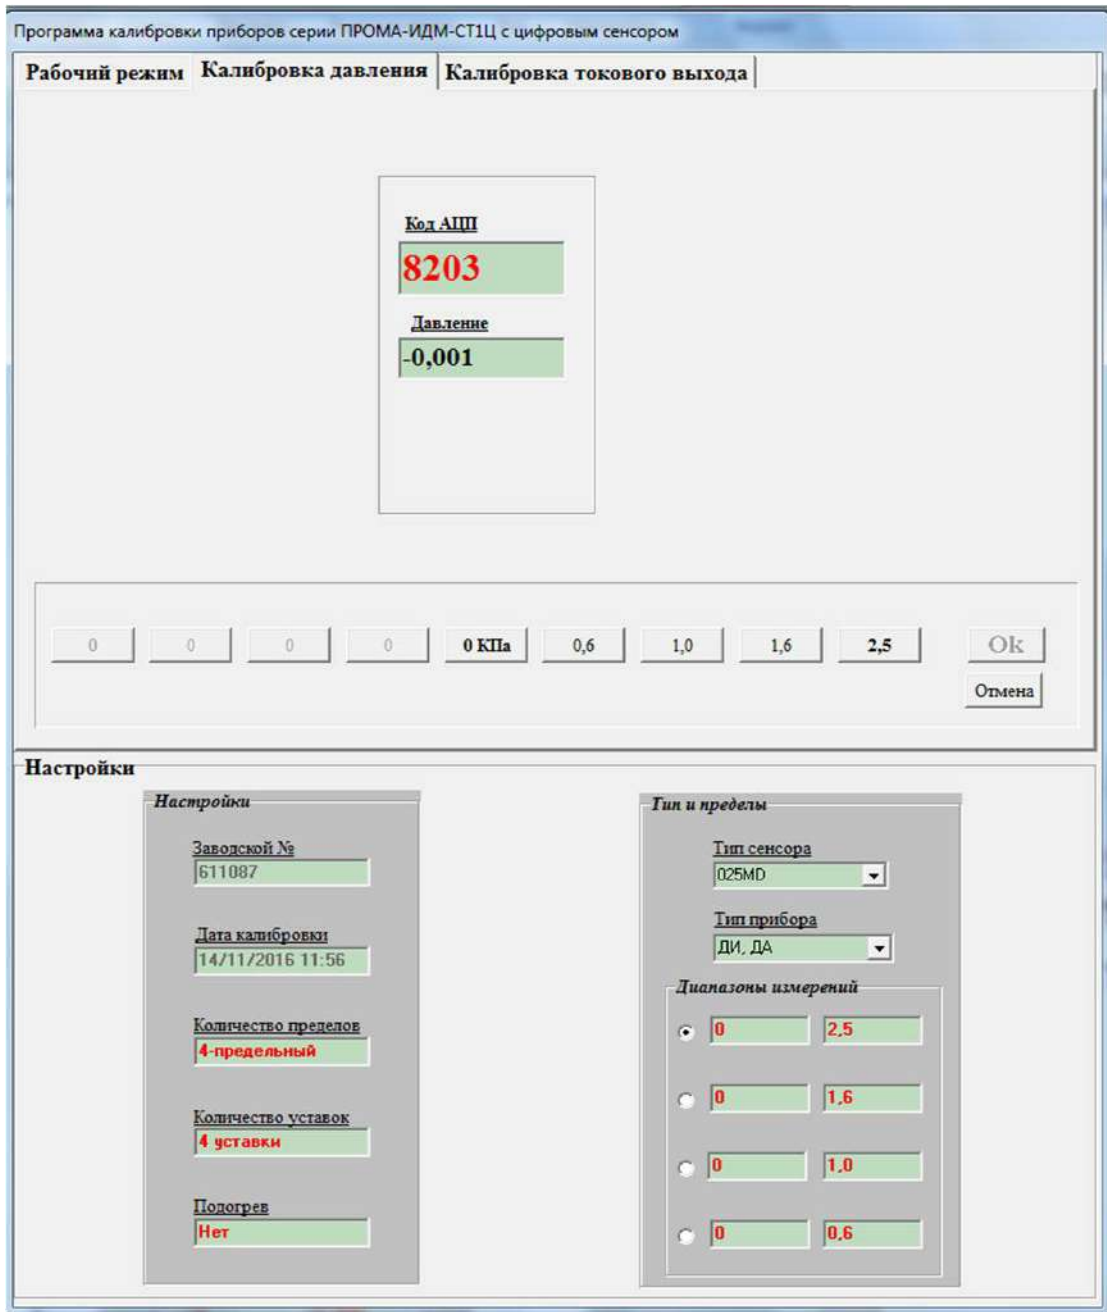 Программа калибровки приборов серии ПРОМА-ИДМ-СТ1Ц с цифровым сенсором
Рабочий режим Калибровка давления Калибровка токового выхода
Код АЦП
8203
Давление
-0,001
0 0 0 0 0 КПа 0,6 1,0 1,6 2,5 Ok
Отмена
Настройки
Настройки
Заводской №
611087
Дата калибровки
14/11/2016 11:56
Количество пределов
4-предельный
Количество уставок
4 уставки
Подогрев
Нет
Тип и пределы
Тип сенсора
025MD
Тип прибора
ДИ, ДА
Диапазоны измерений
0 2,5
0 1,6
0 1,0
0 0,6